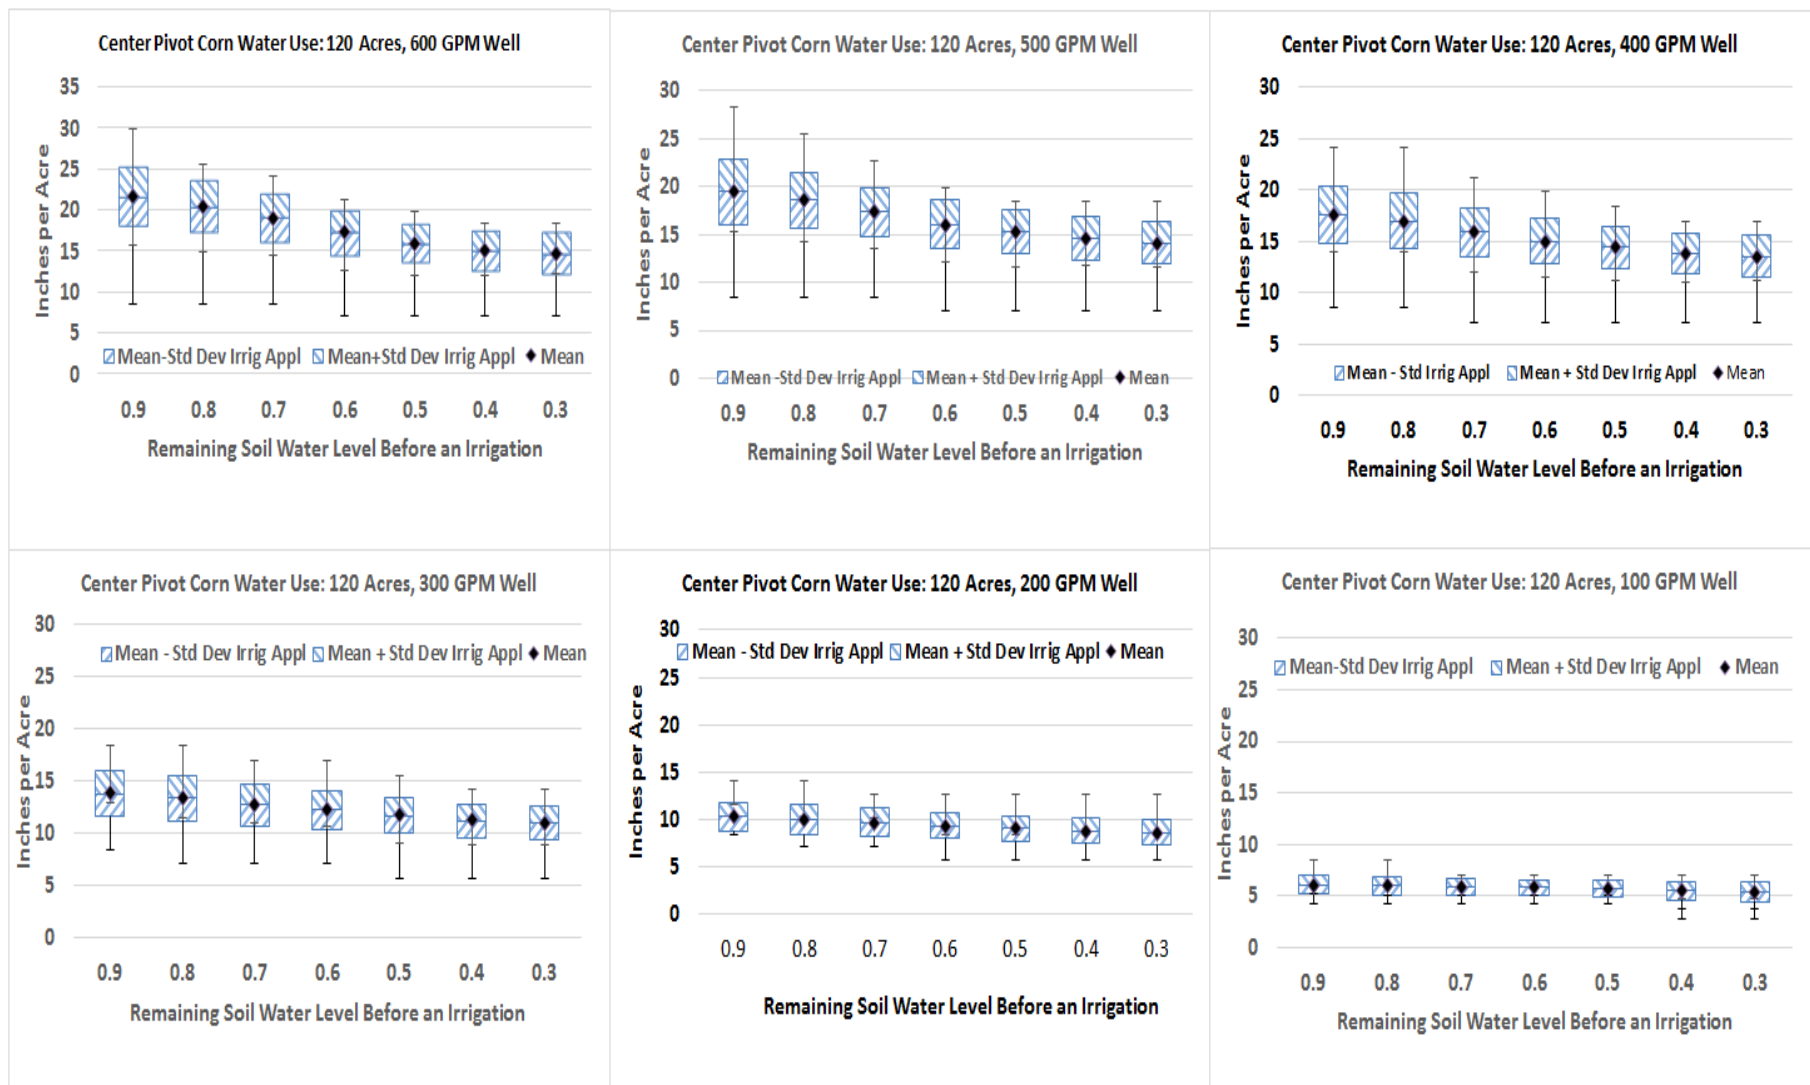 Center Pivot Corn Water Use: 120 Acres, 600 GPM Well
35
30
25
20
15
10
5
0
Inches per Acre
Mean-Std Dev Irrig Appl Mean+Std Dev Irrig Appl Mean
0.9 0.8 0.7 0.6 0.5 0.4 0.3
Remaining Soil Water Level Before an Irrigation
Center Pivot Corn Water Use: 120 Acres, 500 GPM Well
30
25
20
15
10
5
0
Inches per Acre
Mean -Std Dev Irrig Appl Mean + Std Dev Irrig Appl Mean
0.9 0.8 0.7 0.6 0.5 0.4 0.3
Remaining Soil Water Level Before an Irrigation
Center Pivot Corn Water Use: 120 Acres, 400 GPM Well
30
25
20
15
10
5
0
Inches per Acre
Mean - Std Irrig Appl Mean + Std Dev Irrig Appl Mean
0.9 0.8 0.7 0.6 0.5 0.4 0.3
Remaining Soil Water Level Before an Irrigation
Center Pivot Corn Water Use: 120 Acres, 300 GPM Well
30
25
20
15
10
5
0
Inches per Acre
Mean - Std Dev Irrig Appl Mean + Std Dev Irrig Appl Mean
0.9 0.8 0.7 0.6 0.5 0.4 0.3
Remaining Soil Water Level Before an Irrigation
Center Pivot Corn Water Use: 120 Acres, 200 GPM Well
30
25
20
15
10
5
0
Inches per Acre
Mean - Std Dev Irrig Appl Mean + Std Dev Irrig Appl Mean
0.9 0.8 0.7 0.6 0.5 0.4 0.3
Remaining Soil Water Level Before an Irrigation
Center Pivot Corn Water Use: 120 Acres, 100 GPM Well
30
25
20
15
10
5
0
Inches per Acre
Mean-Std Dev Irrig Appl Mean + Std Dev Irrig Appl Mean
0.9 0.8 0.7 0.6 0.5 0.4 0.3
Remaining Soil Water Level Before an Irrigation